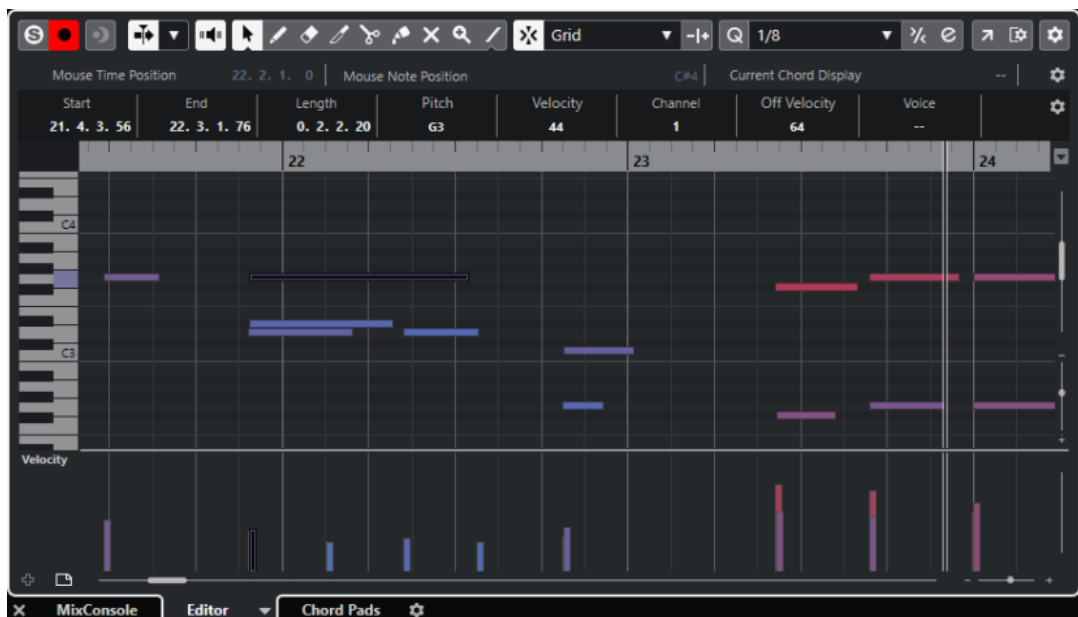 S Grid Q 1/8
Mouse Time Position 22. 2. 1. 0 Mouse Note Position C#4 Current Chord Display --
Start End Length Pitch Velocity Channel Off Velocity Voice
21. 4. 3. 56 22. 3. 1. 76 0. 2. 2. 20 G3 44 1 64 --
22 23 24
C4
C3
Velocity
MixConsole Editor Chord Pads